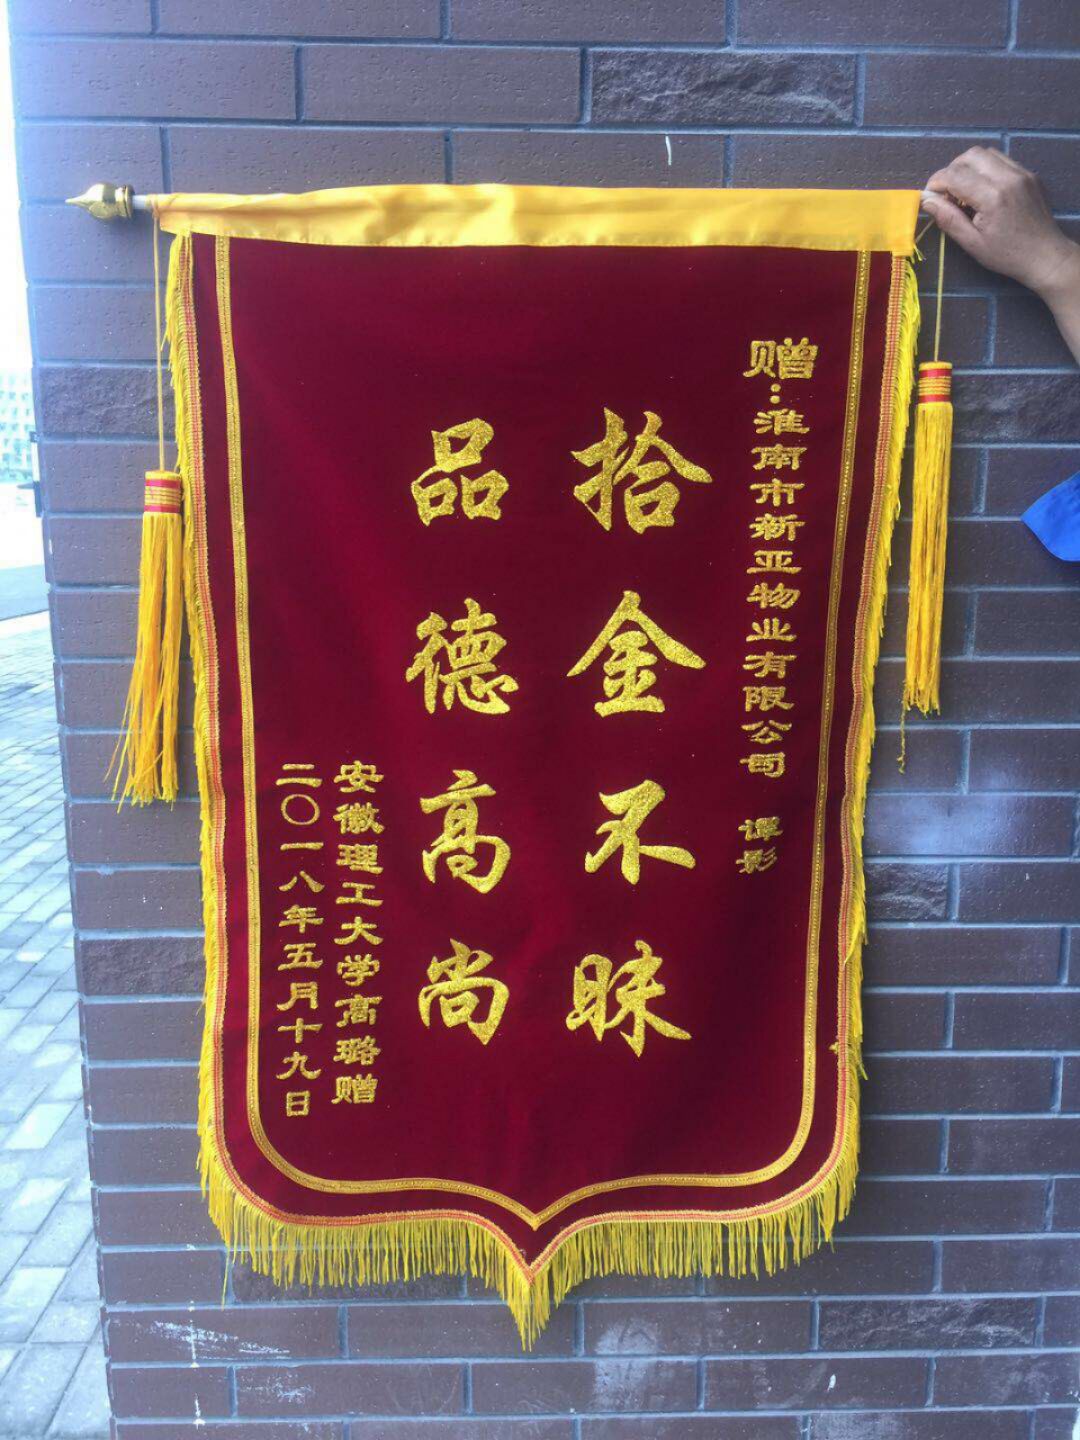 赠：淮南市新亚物业有限公司 谭影
拾金不昧
品德高尚
安徽理工大学高璐赠
二〇一八年五月十九日